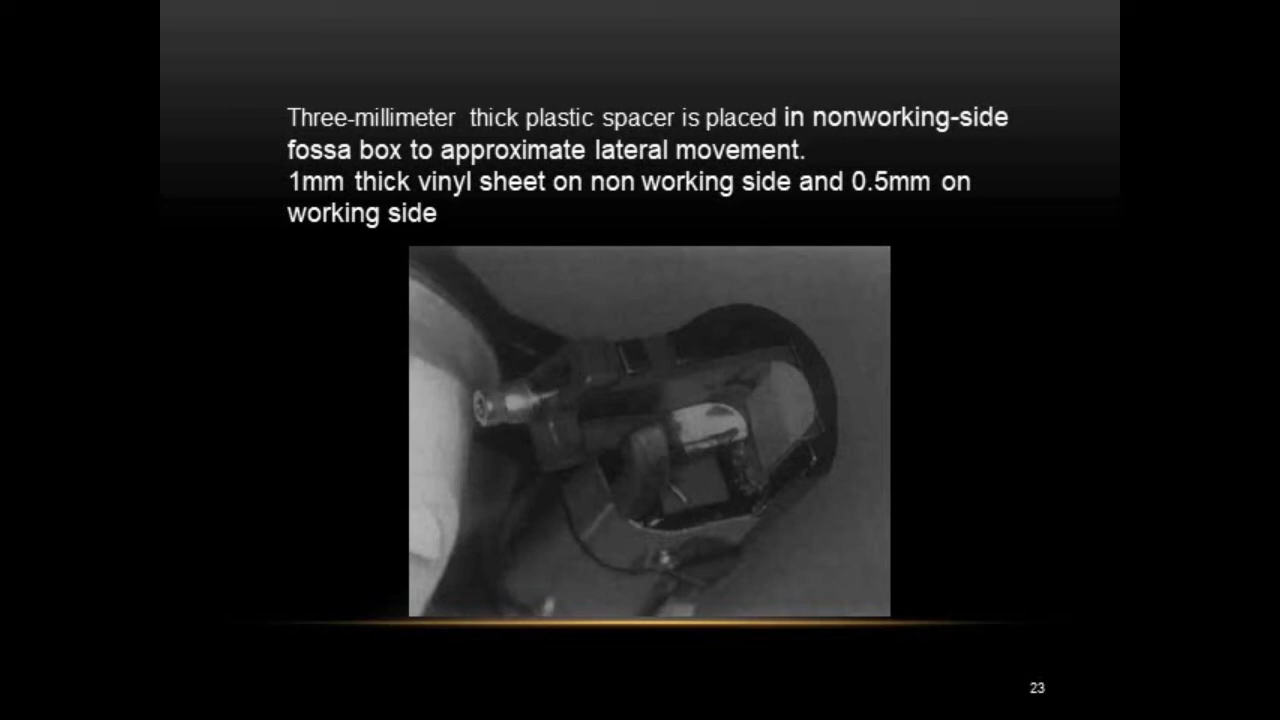 Three-millimeter thick plastic spacer is placed in nonworking-side
fossa box to approximate lateral movement.
1mm thick vinyl sheet on non working side and 0.5mm on
working side
23